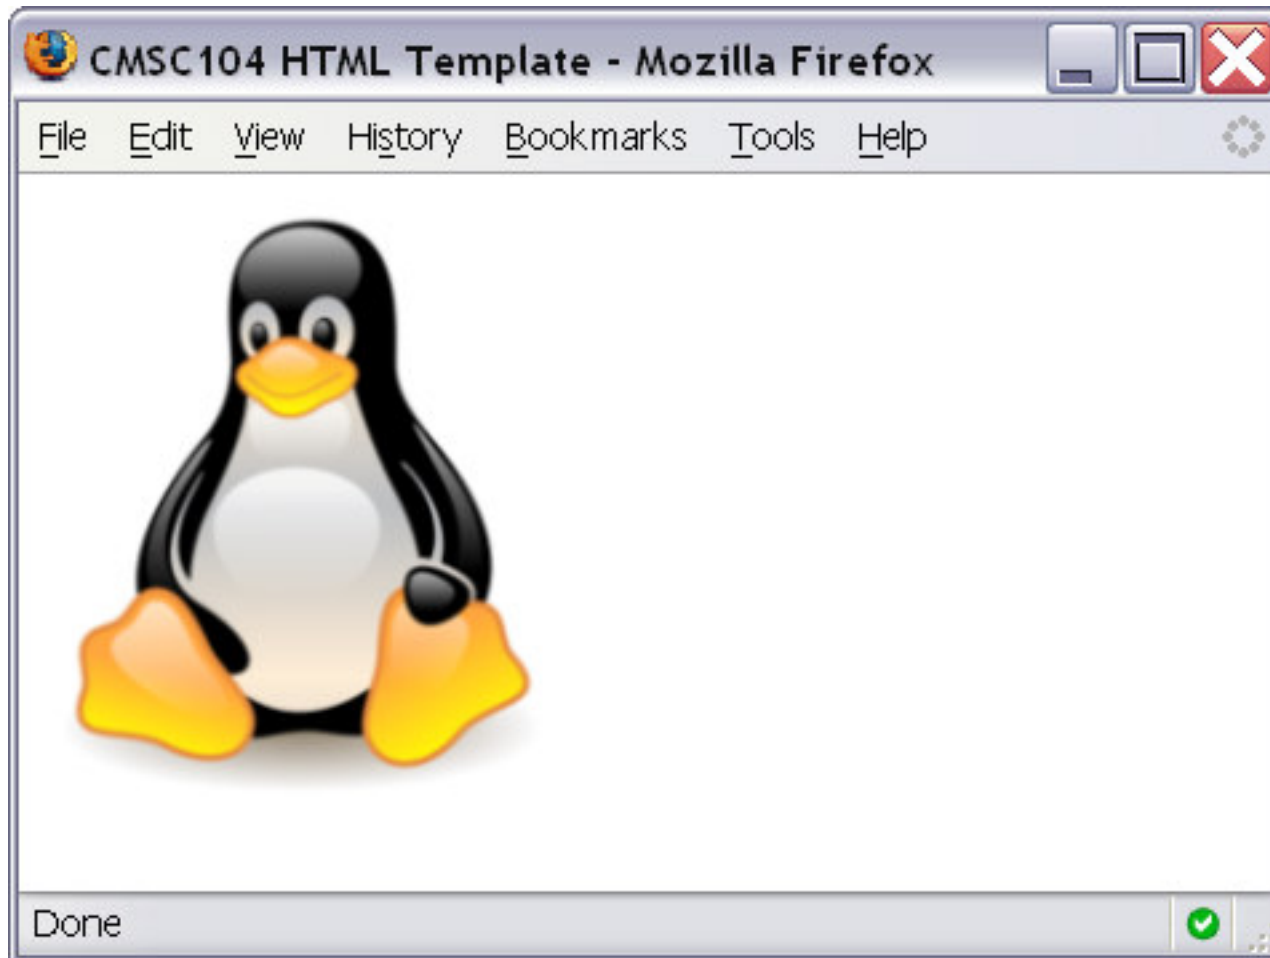 CMSC104 HTML Template - Mozilla Firefox
File Edit View History Bookmarks Tools Help
Done